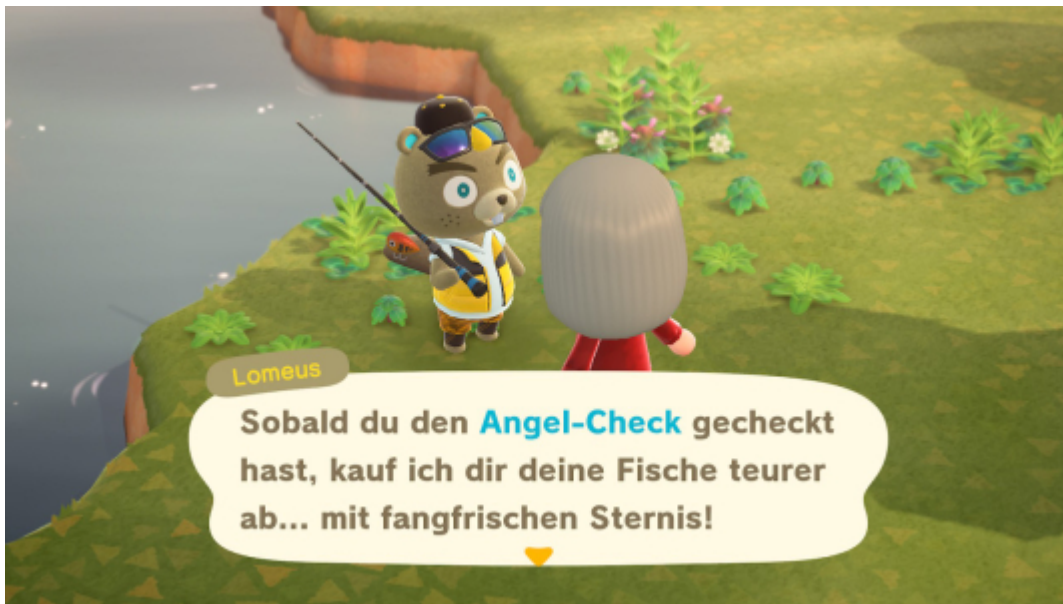 Lomeus
Sobald du den Angel-Check gecheckt
hast, kauf ich dir deine Fische teurer
ab... mit fangfrischen Sternis!